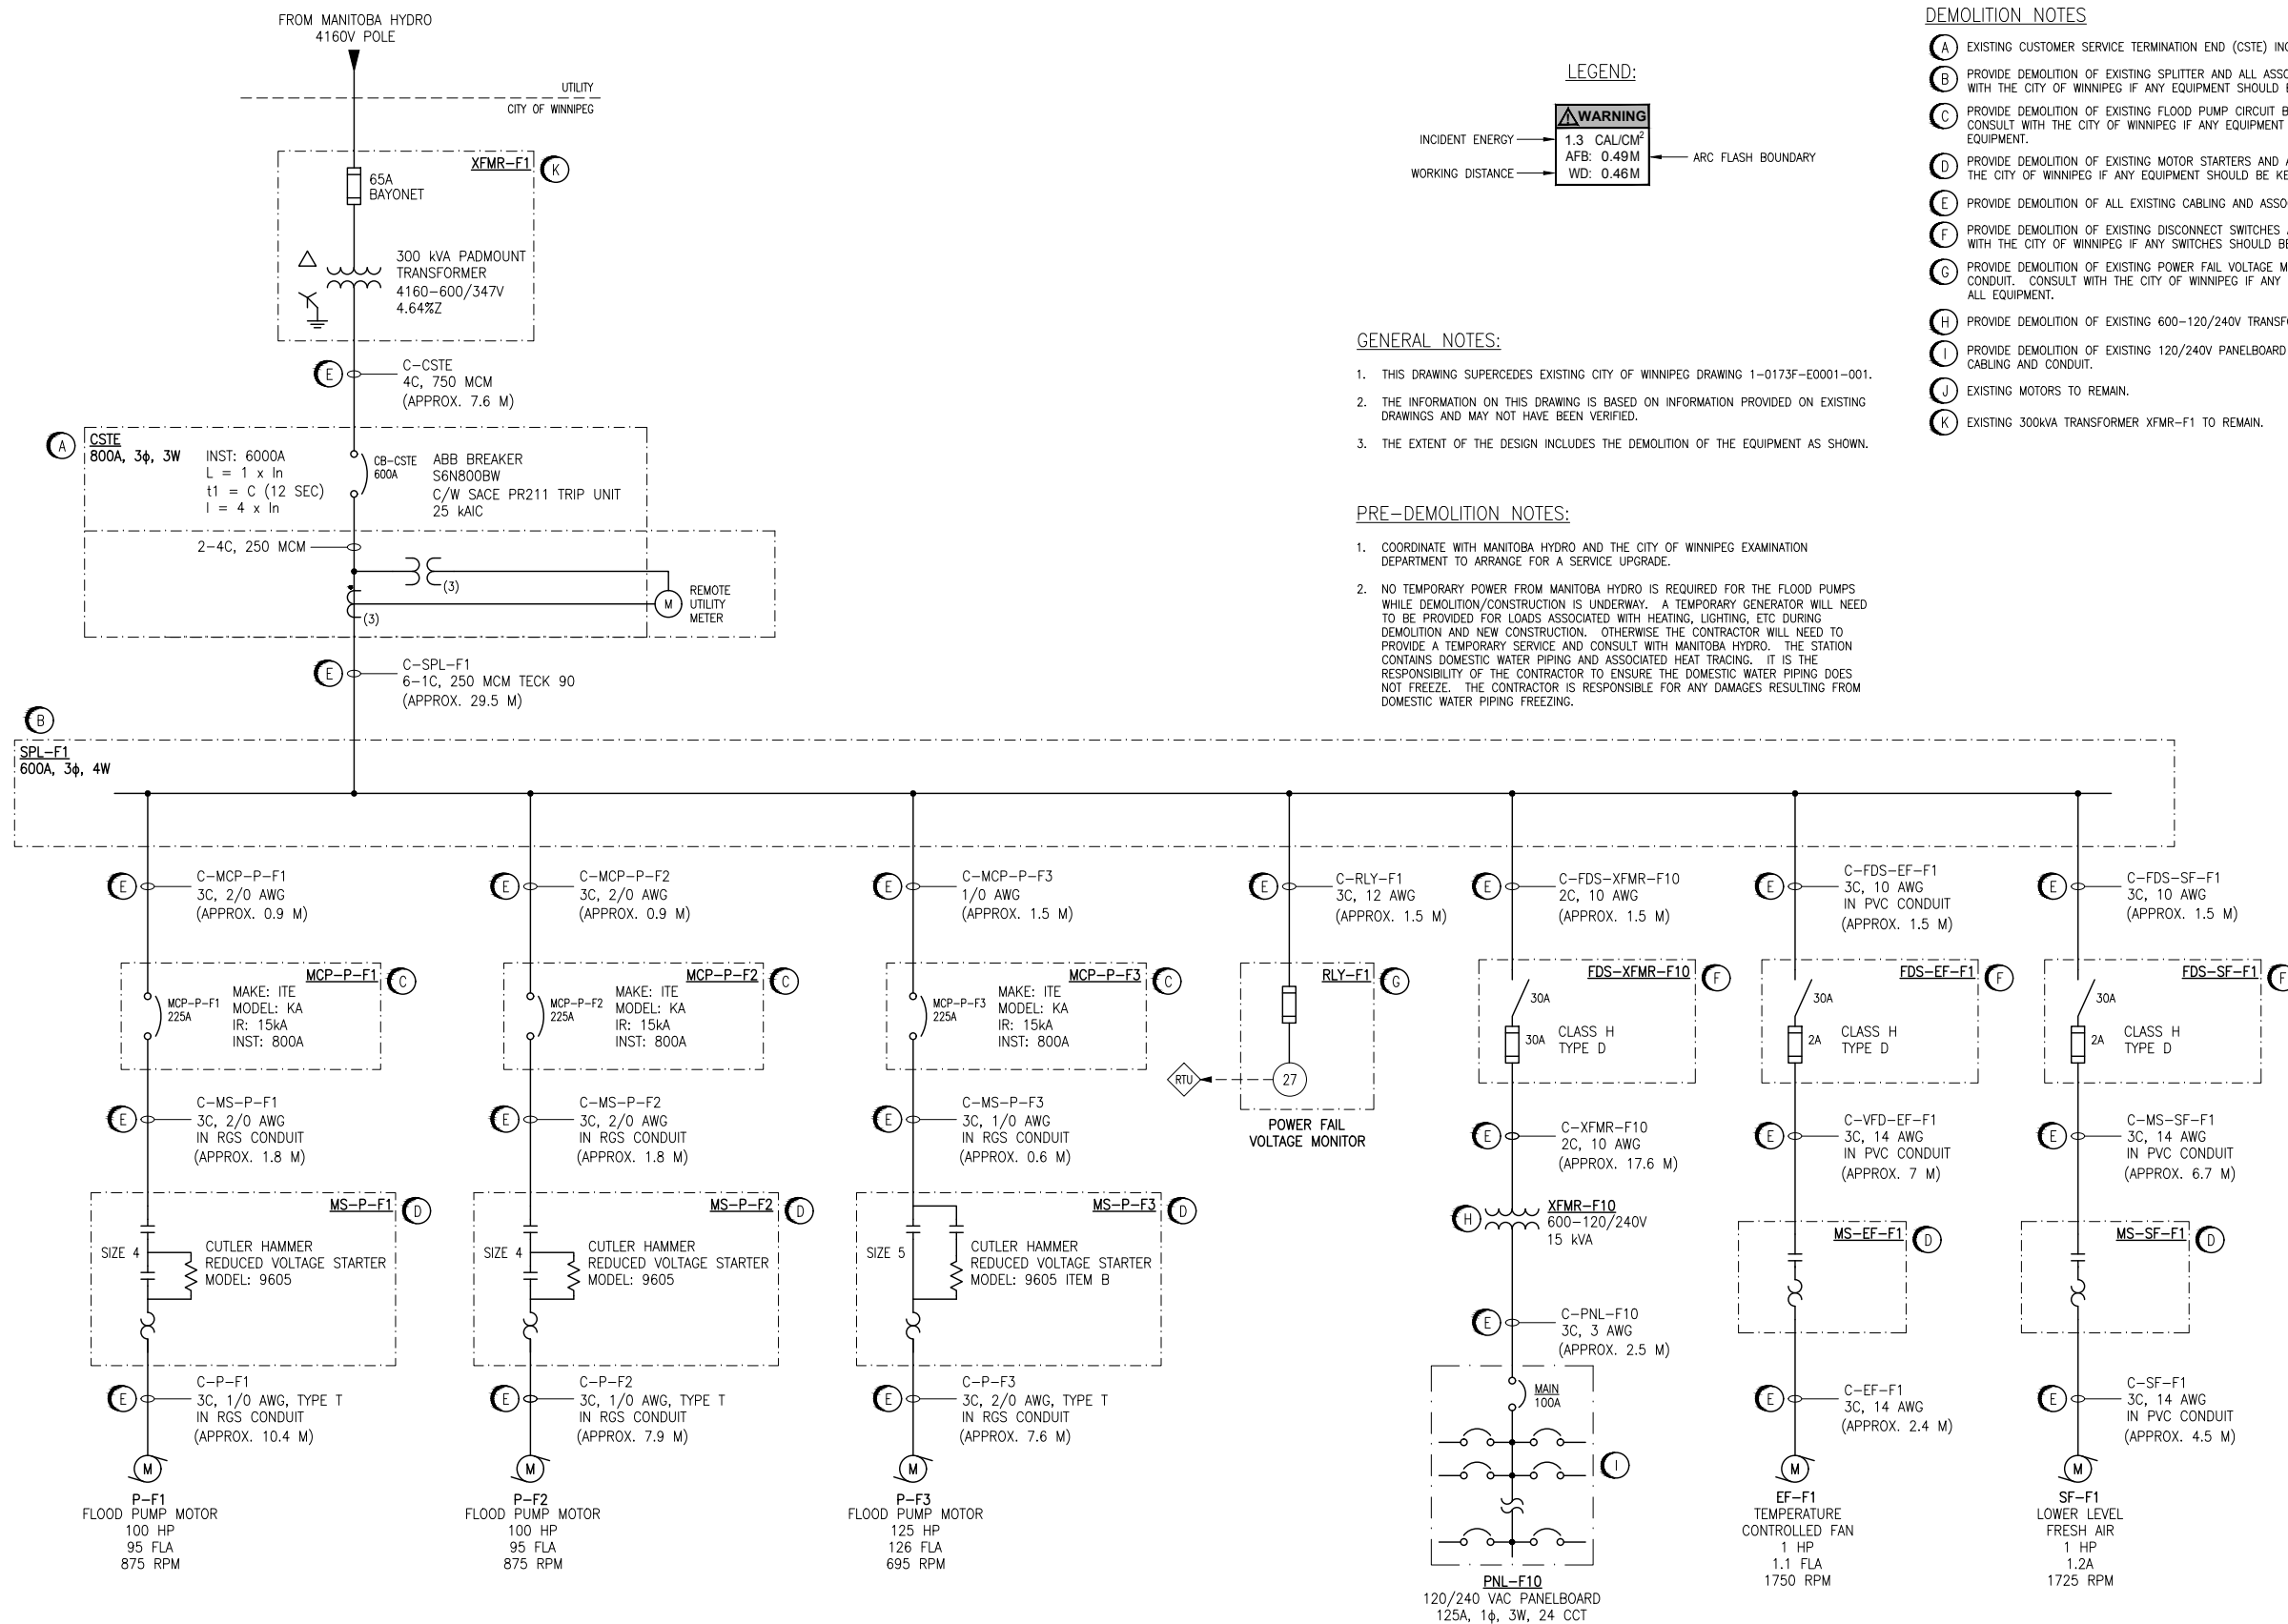 FROM MANITOBA HYDRO
4160V POLE
UTILITY
CITY OF WINNIPEG
XFMR-F1
K
65A
BAYONET
300 kVA PADMOUNT
TRANSFORMER
4160-600/347V
4.64%Z
E
C-CSTE
4C, 750 MCM
(APPROX. 7.6 M)
A
CSTE
800A, 3ϕ, 3W
INST: 6000A
L = 1 x In
t1 = C (12 SEC)
I = 4 x In
CB-CSTE
600A
ABB BREAKER
S6N800BW
C/W SACE PR211 TRIP UNIT
25 kAIC
2-4C, 250 MCM
(3)
(3)
M
REMOTE
UTILITY
METER
E
C-SPL-F1
6-1C, 250 MCM TECK 90
(APPROX. 29.5 M)
LEGEND:
WARNING
1.3 CAL/CM²
AFB: 0.49M
WD: 0.46M
INCIDENT ENERGY
WORKING DISTANCE
ARC FLASH BOUNDARY
GENERAL NOTES:
1. THIS DRAWING SUPERCEDES EXISTING CITY OF WINNIPEG DRAWING 1-0173F-E0001-001.
2. THE INFORMATION ON THIS DRAWING IS BASED ON INFORMATION PROVIDED ON EXISTING
DRAWINGS AND MAY NOT HAVE BEEN VERIFIED.
3. THE EXTENT OF THE DESIGN INCLUDES THE DEMOLITION OF THE EQUIPMENT AS SHOWN.
PRE-DEMOLITION NOTES:
1. COORDINATE WITH MANITOBA HYDRO AND THE CITY OF WINNIPEG EXAMINATION
DEPARTMENT TO ARRANGE FOR A SERVICE UPGRADE.
2. NO TEMPORARY POWER FROM MANITOBA HYDRO IS REQUIRED FOR THE FLOOD PUMPS
WHILE DEMOLITION/CONSTRUCTION IS UNDERWAY. A TEMPORARY GENERATOR WILL NEED
TO BE PROVIDED FOR LOADS ASSOCIATED WITH HEATING, LIGHTING, ETC DURING
DEMOLITION AND NEW CONSTRUCTION. OTHERWISE THE CONTRACTOR WILL NEED TO
PROVIDE A TEMPORARY SERVICE AND CONSULT WITH MANITOBA HYDRO. THE STATION
CONTAINS DOMESTIC WATER PIPING AND ASSOCIATED HEAT TRACING. IT IS THE
RESPONSIBILITY OF THE CONTRACTOR TO ENSURE THE DOMESTIC WATER PIPING DOES
NOT FREEZE. THE CONTRACTOR IS RESPONSIBLE FOR ANY DAMAGES RESULTING FROM
DOMESTIC WATER PIPING FREEZING.
DEMOLITION NOTES
A EXISTING CUSTOMER SERVICE TERMINATION END (CSTE)
B PROVIDE DEMOLITION OF EXISTING SPLITTER AND ALL
WITH THE CITY OF WINNIPEG IF ANY EQUIPMENT SHOULD
C PROVIDE DEMOLITION OF EXISTING FLOOD PUMP CIRCUIT
CONSULT WITH THE CITY OF WINNIPEG IF ANY EQUIPMENT
EQUIPMENT.
D PROVIDE DEMOLITION OF EXISTING MOTOR STARTERS AND
THE CITY OF WINNIPEG IF ANY EQUIPMENT SHOULD BE
E PROVIDE DEMOLITION OF ALL EXISTING CABLING AND
F PROVIDE DEMOLITION OF EXISTING DISCONNECT SWITCHES
WITH THE CITY OF WINNIPEG IF ANY SWITCHES SHOULD
G PROVIDE DEMOLITION OF EXISTING POWER FAIL VOLTAGE
CONDUIT. CONSULT WITH THE CITY OF WINNIPEG IF ANY
ALL EQUIPMENT.
H PROVIDE DEMOLITION OF EXISTING 600-120/240V
I PROVIDE DEMOLITION OF EXISTING 120/240V PANELBOARD
CABLING AND CONDUIT.
J EXISTING MOTORS TO REMAIN.
K EXISTING 300kVA TRANSFORMER XFMR-F1 TO REMAIN.
B
SPL-F1
600A, 3ϕ, 4W
E
C-MCP-P-F1
3C, 2/0 AWG
(APPROX. 0.9 M)
MCP-P-F1
C
MCP-P-F1
225A
MAKE: ITE
MODEL: KA
IR: 15kA
INST: 800A
E
C-MS-P-F1
3C, 2/0 AWG
IN RGS CONDUIT
(APPROX. 1.8 M)
MS-P-F1
D
SIZE 4
CUTLER HAMMER
REDUCED VOLTAGE STARTER
MODEL: 9605
E
C-P-F1
3C, 1/0 AWG, TYPE T
IN RGS CONDUIT
(APPROX. 10.4 M)
M
P-F1
FLOOD PUMP MOTOR
100 HP
95 FLA
875 RPM
E
C-MCP-P-F2
3C, 2/0 AWG
(APPROX. 0.9 M)
MCP-P-F2
C
MCP-P-F2
225A
MAKE: ITE
MODEL: KA
IR: 15kA
INST: 800A
E
C-MS-P-F2
3C, 2/0 AWG
IN RGS CONDUIT
(APPROX. 1.8 M)
MS-P-F2
D
SIZE 4
CUTLER HAMMER
REDUCED VOLTAGE STARTER
MODEL: 9605
E
C-P-F2
3C, 1/0 AWG, TYPE T
IN RGS CONDUIT
(APPROX. 7.9 M)
M
P-F2
FLOOD PUMP MOTOR
100 HP
95 FLA
875 RPM
E
C-MCP-P-F3
1/0 AWG
(APPROX. 1.5 M)
MCP-P-F3
C
MCP-P-F3
225A
MAKE: ITE
MODEL: KA
IR: 15kA
INST: 800A
E
C-MS-P-F3
3C, 1/0 AWG
IN RGS CONDUIT
(APPROX. 0.6 M)
MS-P-F3
D
SIZE 5
CUTLER HAMMER
REDUCED VOLTAGE STARTER
MODEL: 9605 ITEM B
E
C-P-F3
3C, 2/0 AWG, TYPE T
IN RGS CONDUIT
(APPROX. 7.6 M)
M
P-F3
FLOOD PUMP MOTOR
125 HP
126 FLA
695 RPM
E
C-RLY-F1
3C, 12 AWG
(APPROX. 1.5 M)
RLY-F1
G
RTU
27
POWER FAIL
VOLTAGE MONITOR
E
C-FDS-XFMR-F10
2C, 10 AWG
(APPROX. 1.5 M)
FDS-XFMR-F10
F
30A
30A
CLASS H
TYPE D
E
C-XFMR-F10
2C, 10 AWG
(APPROX. 17.6 M)
H
XFMR-F10
600-120/240V
15 kVA
E
C-PNL-F10
3C, 3 AWG
(APPROX. 2.5 M)
MAIN
100A
I
PNL-F10
120/240 VAC PANELBOARD
125A, 1ϕ, 3W, 24 CCT
E
C-FDS-EF-F1
3C, 10 AWG
IN PVC CONDUIT
(APPROX. 1.5 M)
FDS-EF-F1
F
30A
2A
CLASS H
TYPE D
E
C-VFD-EF-F1
3C, 14 AWG
IN PVC CONDUIT
(APPROX. 7 M)
MS-EF-F1
D
E
C-EF-F1
3C, 14 AWG
(APPROX. 2.4 M)
M
EF-F1
TEMPERATURE
CONTROLLED FAN
1 HP
1.1 FLA
1750 RPM
E
C-FDS-SF-F1
3C, 10 AWG
(APPROX. 1.5 M)
FDS-SF-F1
F
30A
2A
CLASS H
TYPE D
E
C-MS-SF-F1
3C, 14 AWG
IN PVC CONDUIT
(APPROX. 6.7 M)
MS-SF-F1
D
E
C-SF-F1
3C, 14 AWG
IN PVC CONDUIT
(APPROX. 4.5 M)
M
SF-F1
LOWER LEVEL
FRESH AIR
1 HP
1.2A
1725 RPM